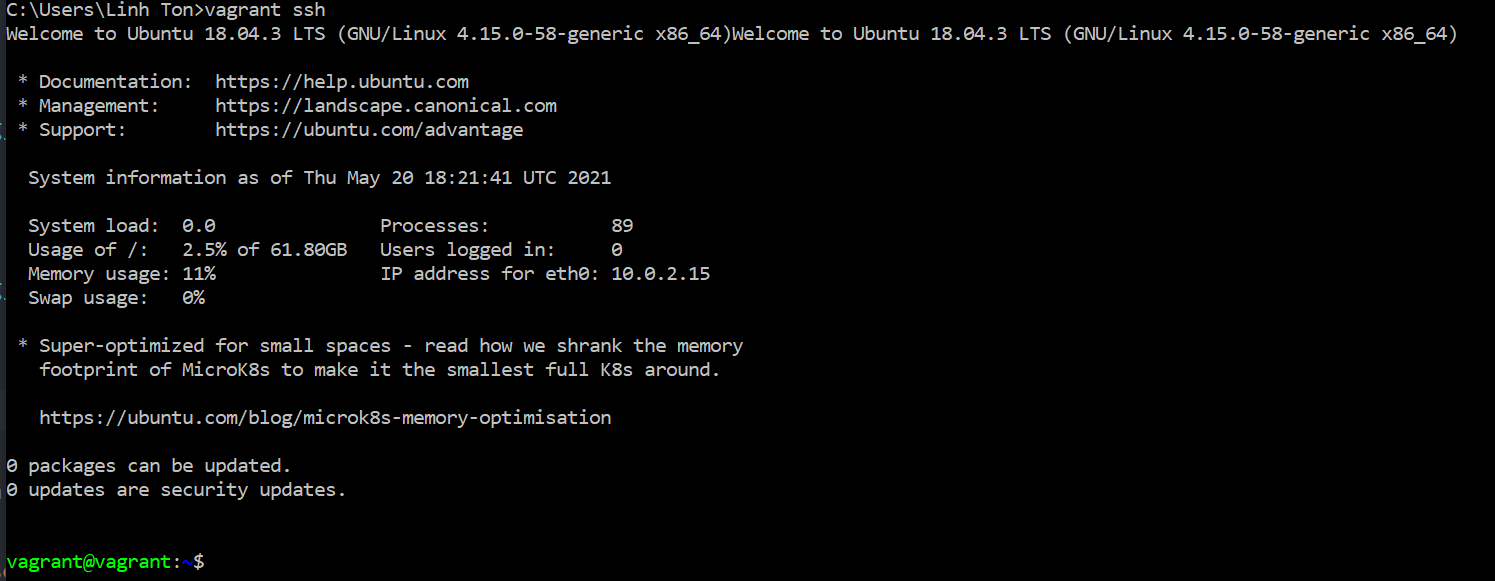 C:\Users\Linh Ton>vagrant ssh
Welcome to Ubuntu 18.04.3 LTS (GNU/Linux 4.15.0-58-generic x86_64)Welcome to Ubuntu 18.04.3 LTS (GNU/Linux 4.15.0-58-generic x86_64)
* Documentation:  https://help.ubuntu.com
* Management:     https://landscape.canonical.com
* Support:        https://ubuntu.com/advantage
System information as of Thu May 20 18:21:41 UTC 2021
System load:  0.0               Processes:           89
Usage of /:   2.5% of 61.80GB   Users logged in:     0
Memory usage: 11%               IP address for eth0: 10.0.2.15
Swap usage:   0%
* Super-optimized for small spaces - read how we shrank the memory
footprint of MicroK8s to make it the smallest full K8s around.
https://ubuntu.com/blog/microk8s-memory-optimisation
0 packages can be updated.
0 updates are security updates.
vagrant@vagrant:~$